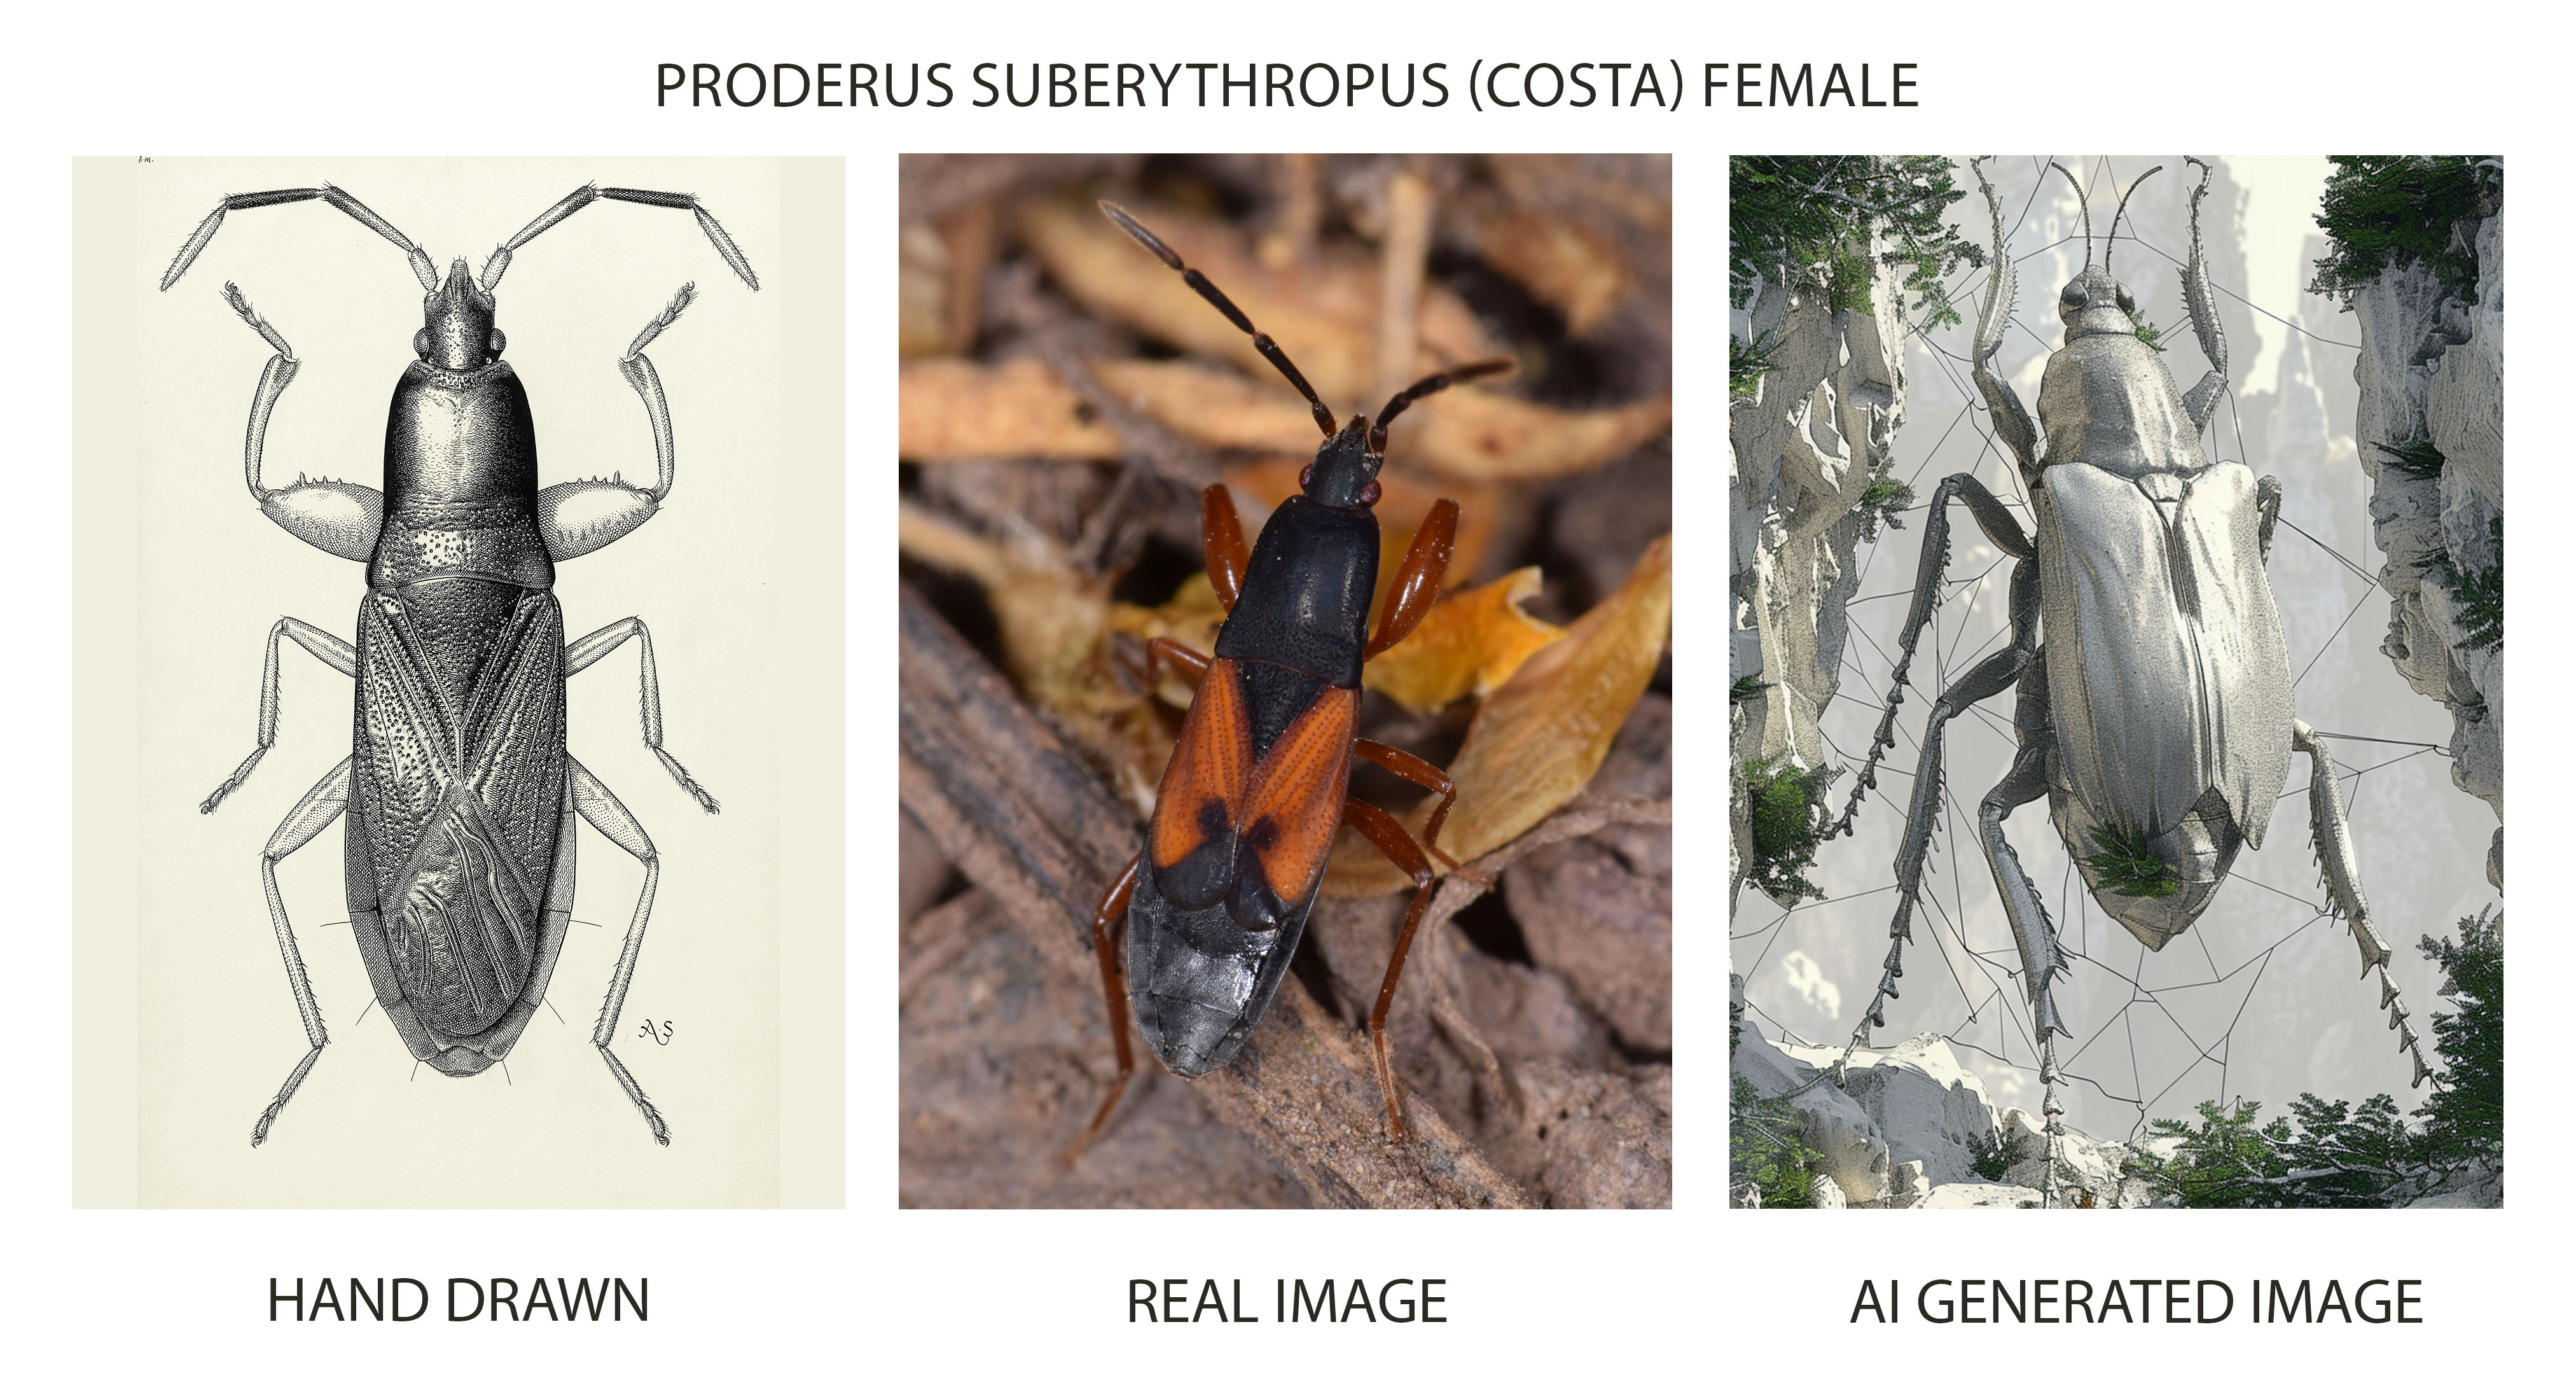 PRODERUS SUBERYTHROPUS (COSTA) FEMALE
B.M.
A.S
HAND DRAWN
REAL IMAGE
AI GENERATED IMAGE